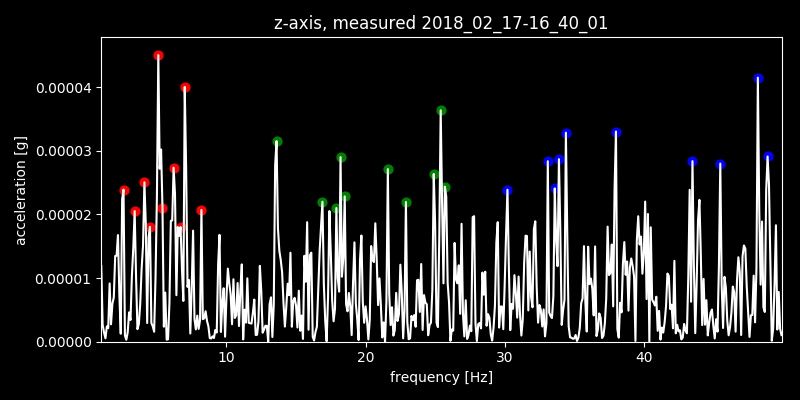 z-axis, measured 2018_02_17-16_40_01
0.00004
0.00003
0.00002
0.00001
0.00000
acceleration [g]
10 20 30 40
frequency [Hz]